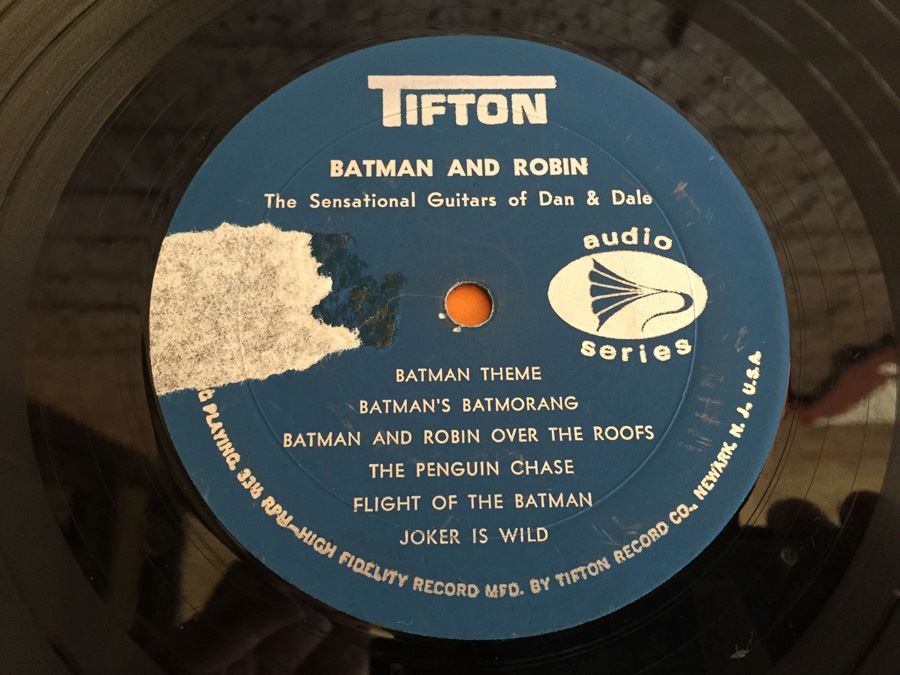 TIFTON
BATMAN AND ROBIN
The Sensational Guitars of Dan & Dale
audio
series
BATMAN THEME
BATMAN'S BATMORANG
BATMAN AND ROBIN OVER THE ROOFS
THE PENGUIN CHASE
FLIGHT OF THE BATMAN
JOKER IS WILD
G PLAYING, 33⅓ RPM—HIGH FIDELITY RECORD MFD. BY TIFTON RECORD CO., NEWARK N. J., U.S.A.